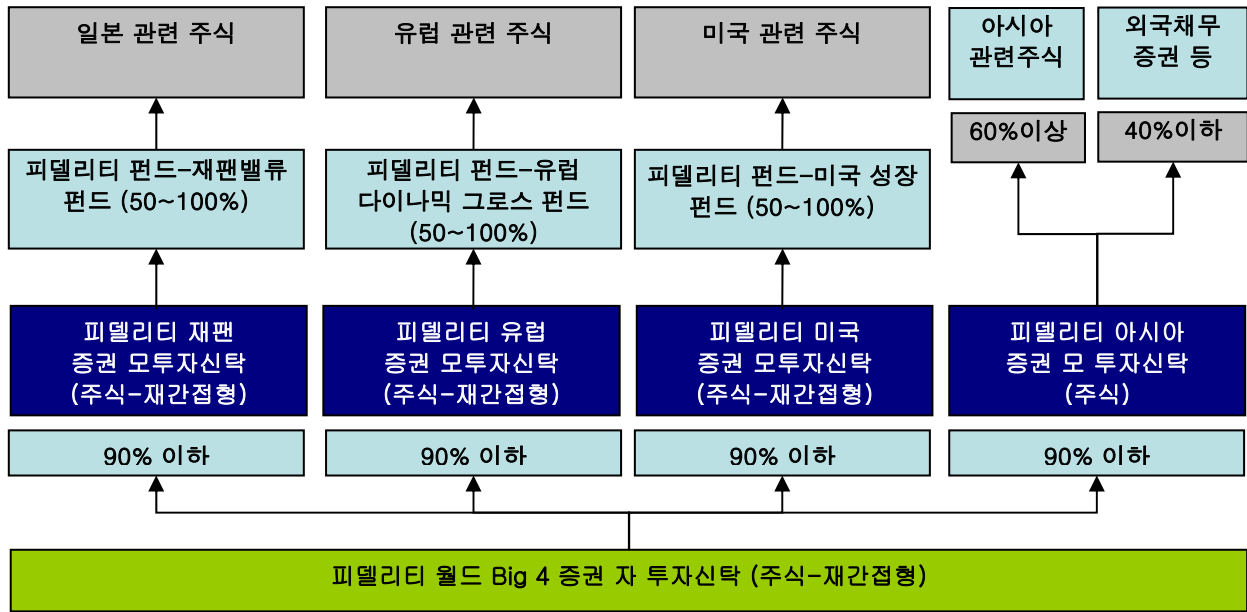 일본 관련 주식
유럽 관련 주식
미국 관련 주식
아시아
관련주식
외국채무
증권 등
60%이상
40%이하
피델리티 펀드-재팬밸류
펀드 (50~100%)
피델리티 펀드-유럽
다이나믹 그로스 펀드
(50~100%)
피델리티 펀드-미국 성장
펀드 (50~100%)
피델리티 재팬
증권 모투자신탁
(주식-재간접형)
피델리티 유럽
증권 모투자신탁
(주식-재간접형)
피델리티 미국
증권 모투자신탁
(주식-재간접형)
피델리티 아시아
증권 모 투자신탁
(주식)
90% 이하
90% 이하
90% 이하
90% 이하
피델리티 월드 Big 4 증권 자 투자신탁 (주식-재간접형)